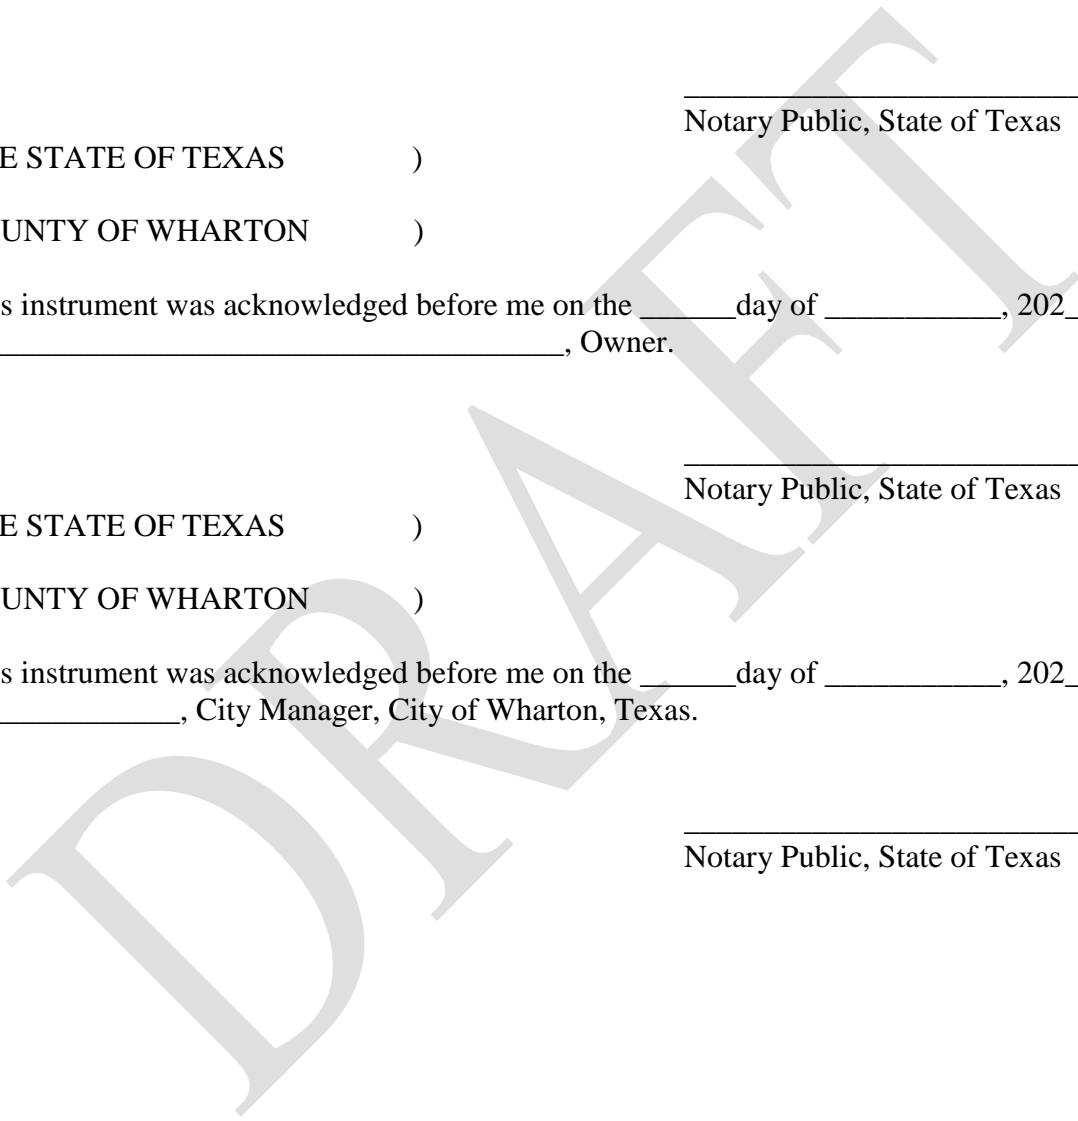 ____________________________
Notary Public, State of Texas
E STATE OF TEXAS )
UNTY OF WHARTON )
s instrument was acknowledged before me on the ______day of ___________, 202_
___________________________________, Owner.
____________________________
Notary Public, State of Texas
E STATE OF TEXAS )
UNTY OF WHARTON )
s instrument was acknowledged before me on the ______day of ___________, 202_
___________, City Manager, City of Wharton, Texas.
____________________________
Notary Public, State of Texas
DRAFT